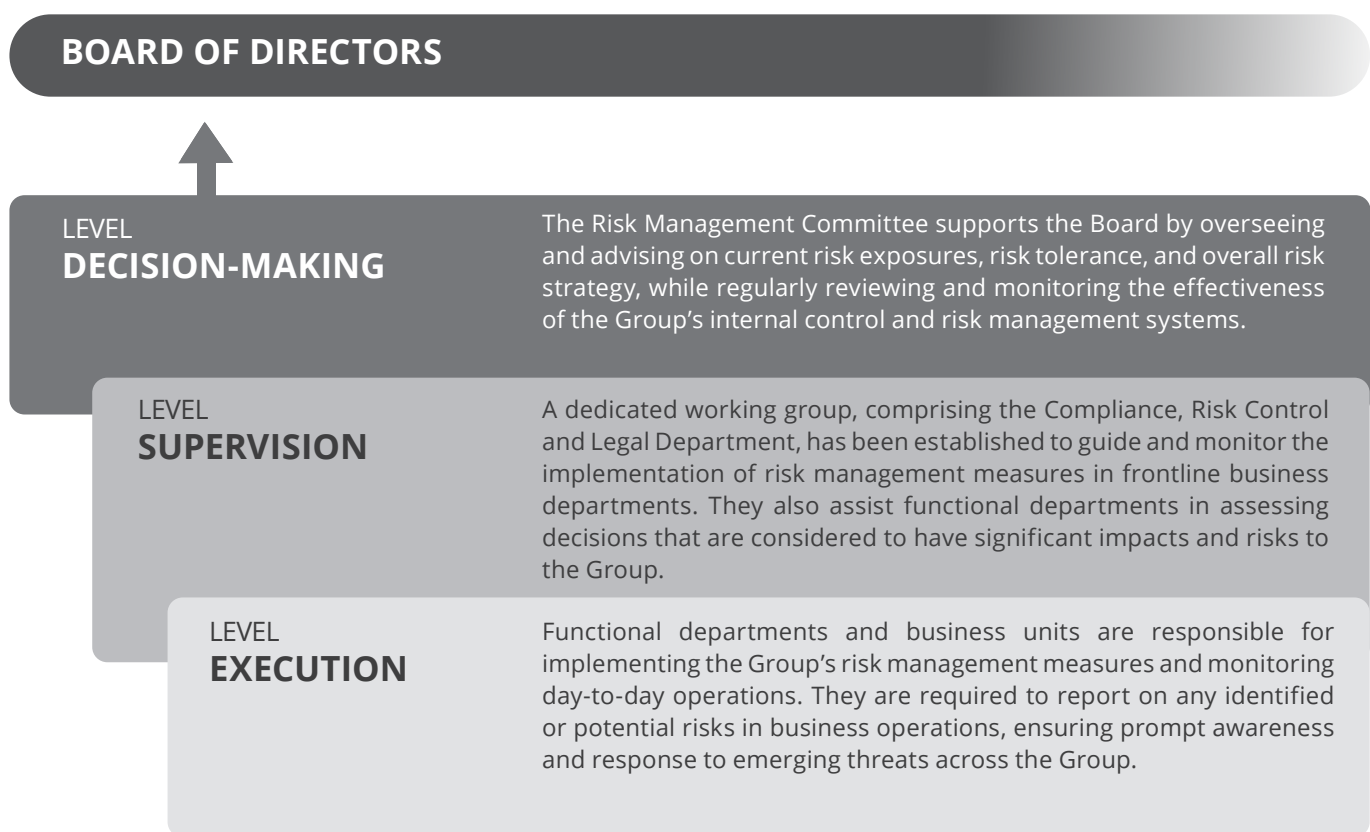 BOARD OF DIRECTORS
LEVEL
DECISION-MAKING
The Risk Management Committee supports the Board by overseeing
and advising on current risk exposures, risk tolerance, and overall risk
strategy, while regularly reviewing and monitoring the effectiveness
of the Group’s internal control and risk management systems.
LEVEL
SUPERVISION
A dedicated working group, comprising the Compliance, Risk Control
and Legal Department, has been established to guide and monitor the
implementation of risk management measures in frontline business
departments. They also assist functional departments in assessing
decisions that are considered to have significant impacts and risks to
the Group.
LEVEL
EXECUTION
Functional departments and business units are responsible for
implementing the Group’s risk management measures and monitoring
day-to-day operations. They are required to report on any identified
or potential risks in business operations, ensuring prompt awareness
and response to emerging threats across the Group.